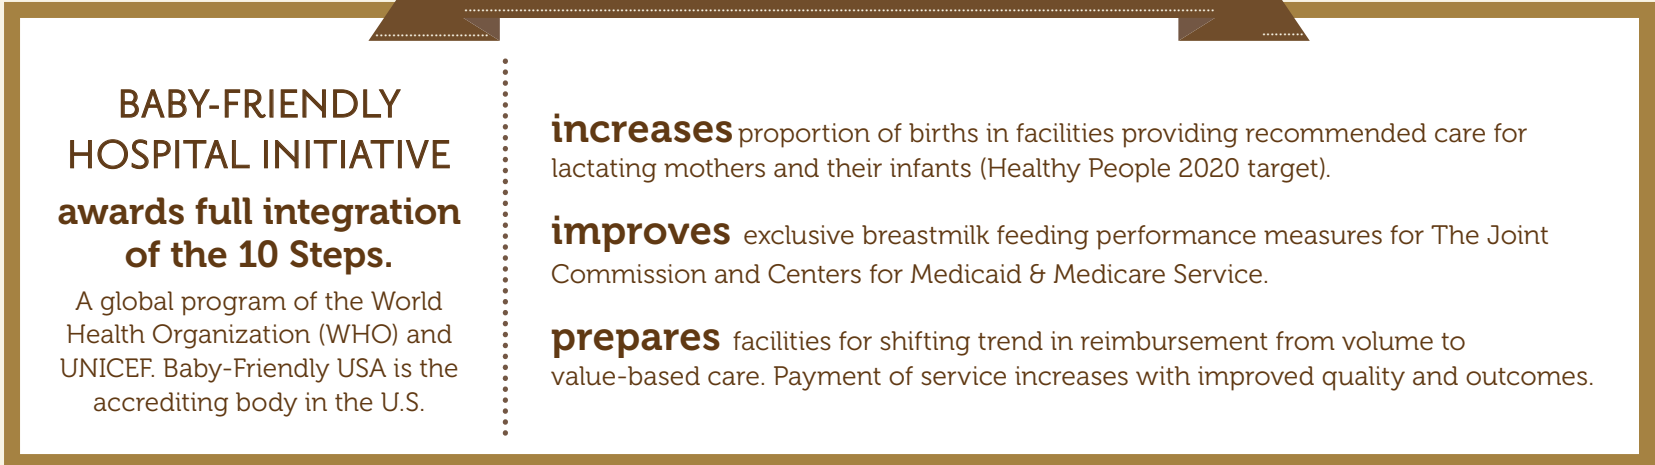 BABY-FRIENDLY
HOSPITAL INITIATIVE
awards full integration
of the 10 Steps.
A global program of the World
Health Organization (WHO) and
UNICEF. Baby-Friendly USA is the
accrediting body in the U.S.
increases proportion of births in facilities providing recommended care for
lactating mothers and their infants (Healthy People 2020 target).
improves exclusive breastmilk feeding performance measures for The Joint
Commission and Centers for Medicaid & Medicare Service.
prepares facilities for shifting trend in reimbursement from volume to
value-based care. Payment of service increases with improved quality and outcomes.